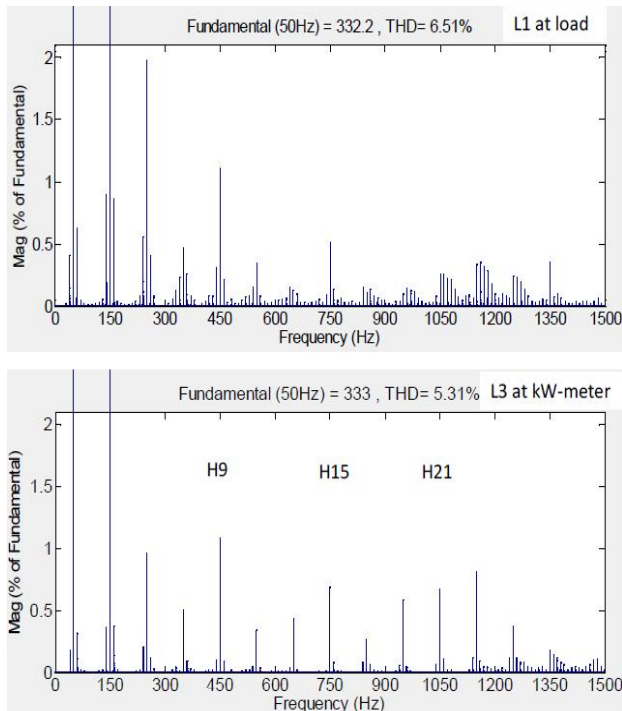 Fundamental (50Hz) = 332.2 , THD= 6.51%
L1 at load
2
1.5
1
0.5
0
Mag (% of Fundamental)
0 150 300 450 600 750 900 1050 1200 1350 1500
Frequency (Hz)
Fundamental (50Hz) = 333 , THD= 5.31%
L3 at kW-meter
2
1.5
1
0.5
0
Mag (% of Fundamental)
H9 H15 H21
0 150 300 450 600 750 900 1050 1200 1350 1500
Frequency (Hz)